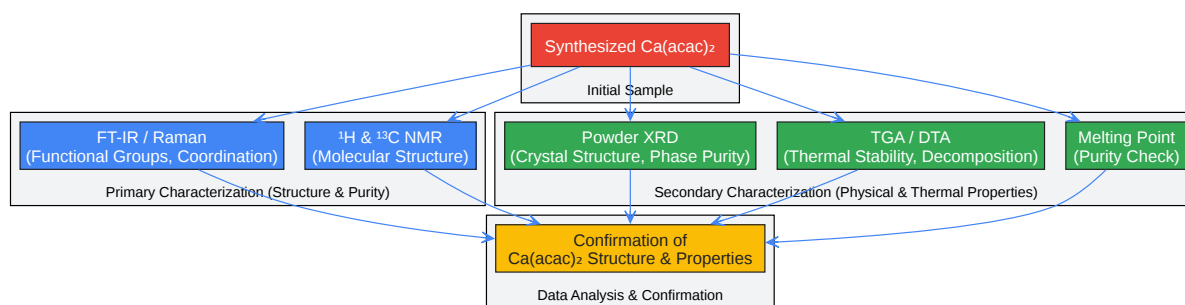 Synthesized Ca(acac)₂
Initial Sample
FT-IR / Raman
(Functional Groups, Coordination)
¹H & ¹³C NMR
(Molecular Structure)
Primary Characterization (Structure & Purity)
Powder XRD
(Crystal Structure, Phase Purity)
TGA / DTA
(Thermal Stability, Decomposition)
Melting Point
(Purity Check)
Secondary Characterization (Physical & Thermal Properties)
Confirmation of
Ca(acac)₂ Structure & Properties
Data Analysis & Confirmation